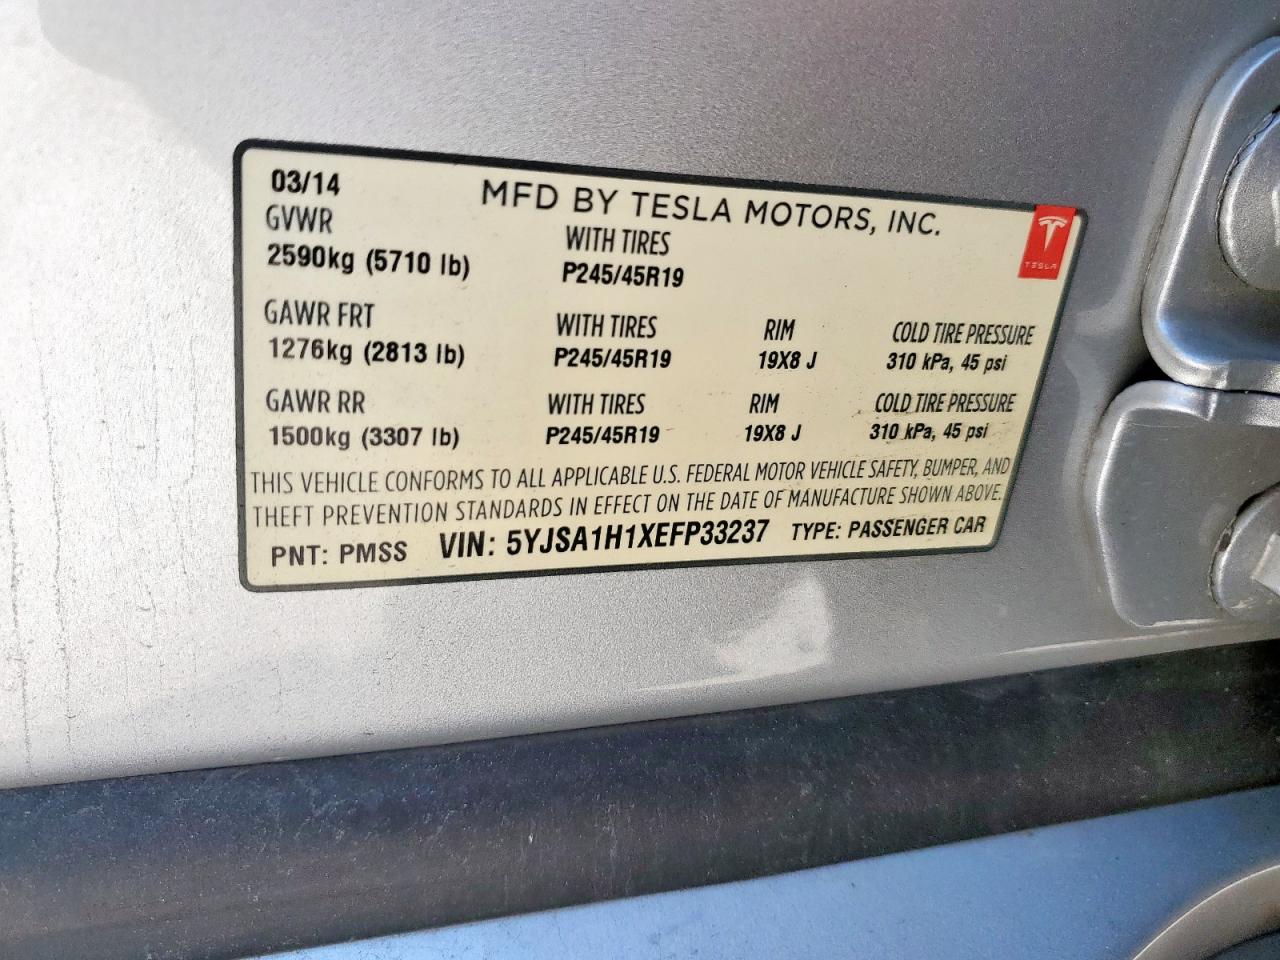 03/14 MFD BY TESLA MOTORS, INC.
GVWR WITH TIRES
2590kg (5710 lb) P245/45R19
TESLA
GAWR FRT WITH TIRES RIM COLD TIRE PRESSURE
1276kg (2813 lb) P245/45R19 19X8 J 310 kPa, 45 psi
GAWR RR WITH TIRES RIM COLD TIRE PRESSURE
1500kg (3307 lb) P245/45R19 19X8 J 310 kPa, 45 psi
THIS VEHICLE CONFORMS TO ALL APPLICABLE U.S. FEDERAL MOTOR VEHICLE SAFETY, BUMPER, AND
THEFT PREVENTION STANDARDS IN EFFECT ON THE DATE OF MANUFACTURE SHOWN ABOVE.
PNT: PMSS VIN: 5YJSA1H1XEFP33237 TYPE: PASSENGER CAR